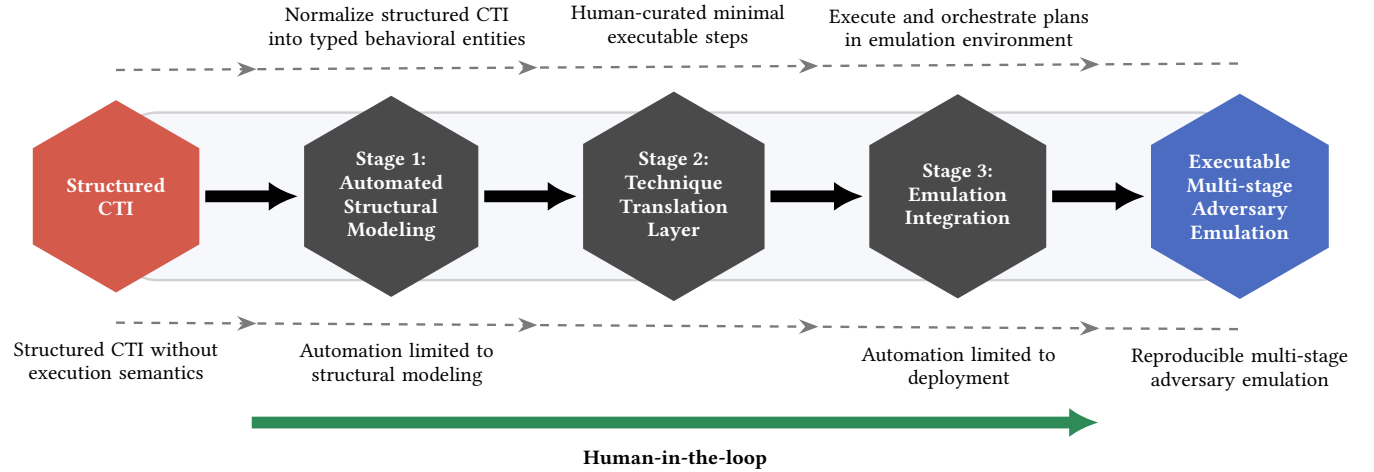 Normalize structured CTI
into typed behavioral entities
Human-curated minimal
executable steps
Execute and orchestrate plans
in emulation environment
Structured
CTI
Stage 1:
Automated
Structural
Modeling
Stage 2:
Technique
Translation
Layer
Stage 3:
Emulation
Integration
Executable
Multi-stage
Adversary
Emulation
Structured CTI without
execution semantics
Automation limited to
structural modeling
Automation limited to
deployment
Reproducible multi-stage
adversary emulation
Human-in-the-loop